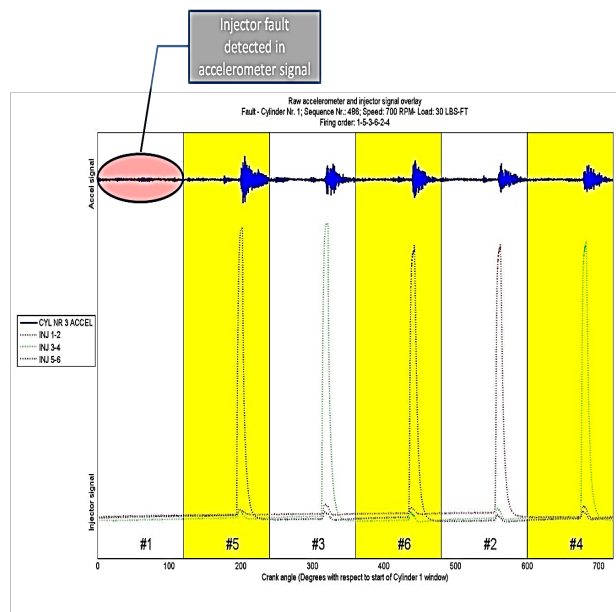 Injector fault
detected in
accelerometer signal
Raw accelerometer and injector signal overlay
Fault - Cylinder Nr. 1; Sequence Nr.: 486; Speed: 700 RPM- Load: 30 LBS-FT
Firing order: 1-5-3-6-2-4
Accel signal
CYL NR 3 ACCEL
INJ 1-2
INJ 3-4
INJ 5-6
Injector signal
#1 #5 #3 #6 #2 #4
0 100 200 300 400 500 600 700
Crank angle (Degrees with respect to start of Cylinder 1 window)